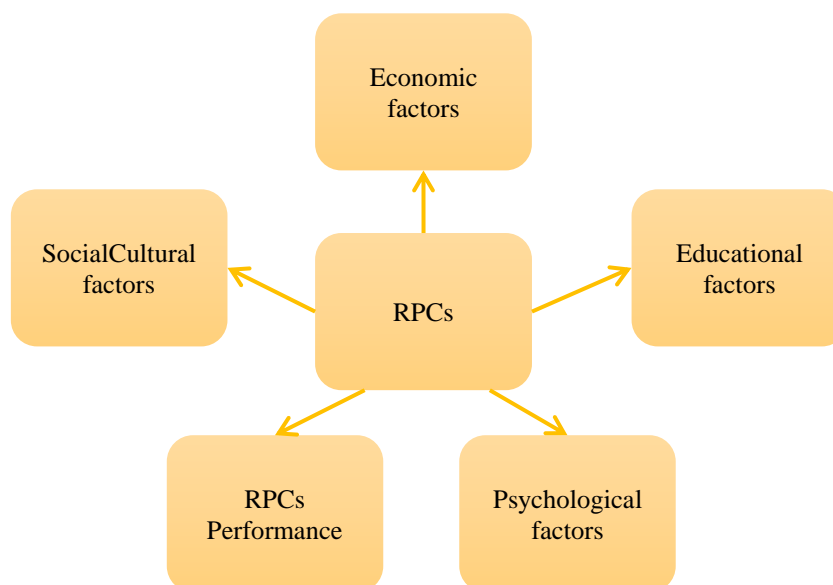 Economic
factors
SocialCultural
factors
Educational
factors
RPCs
RPCs
Performance
Psychological
factors